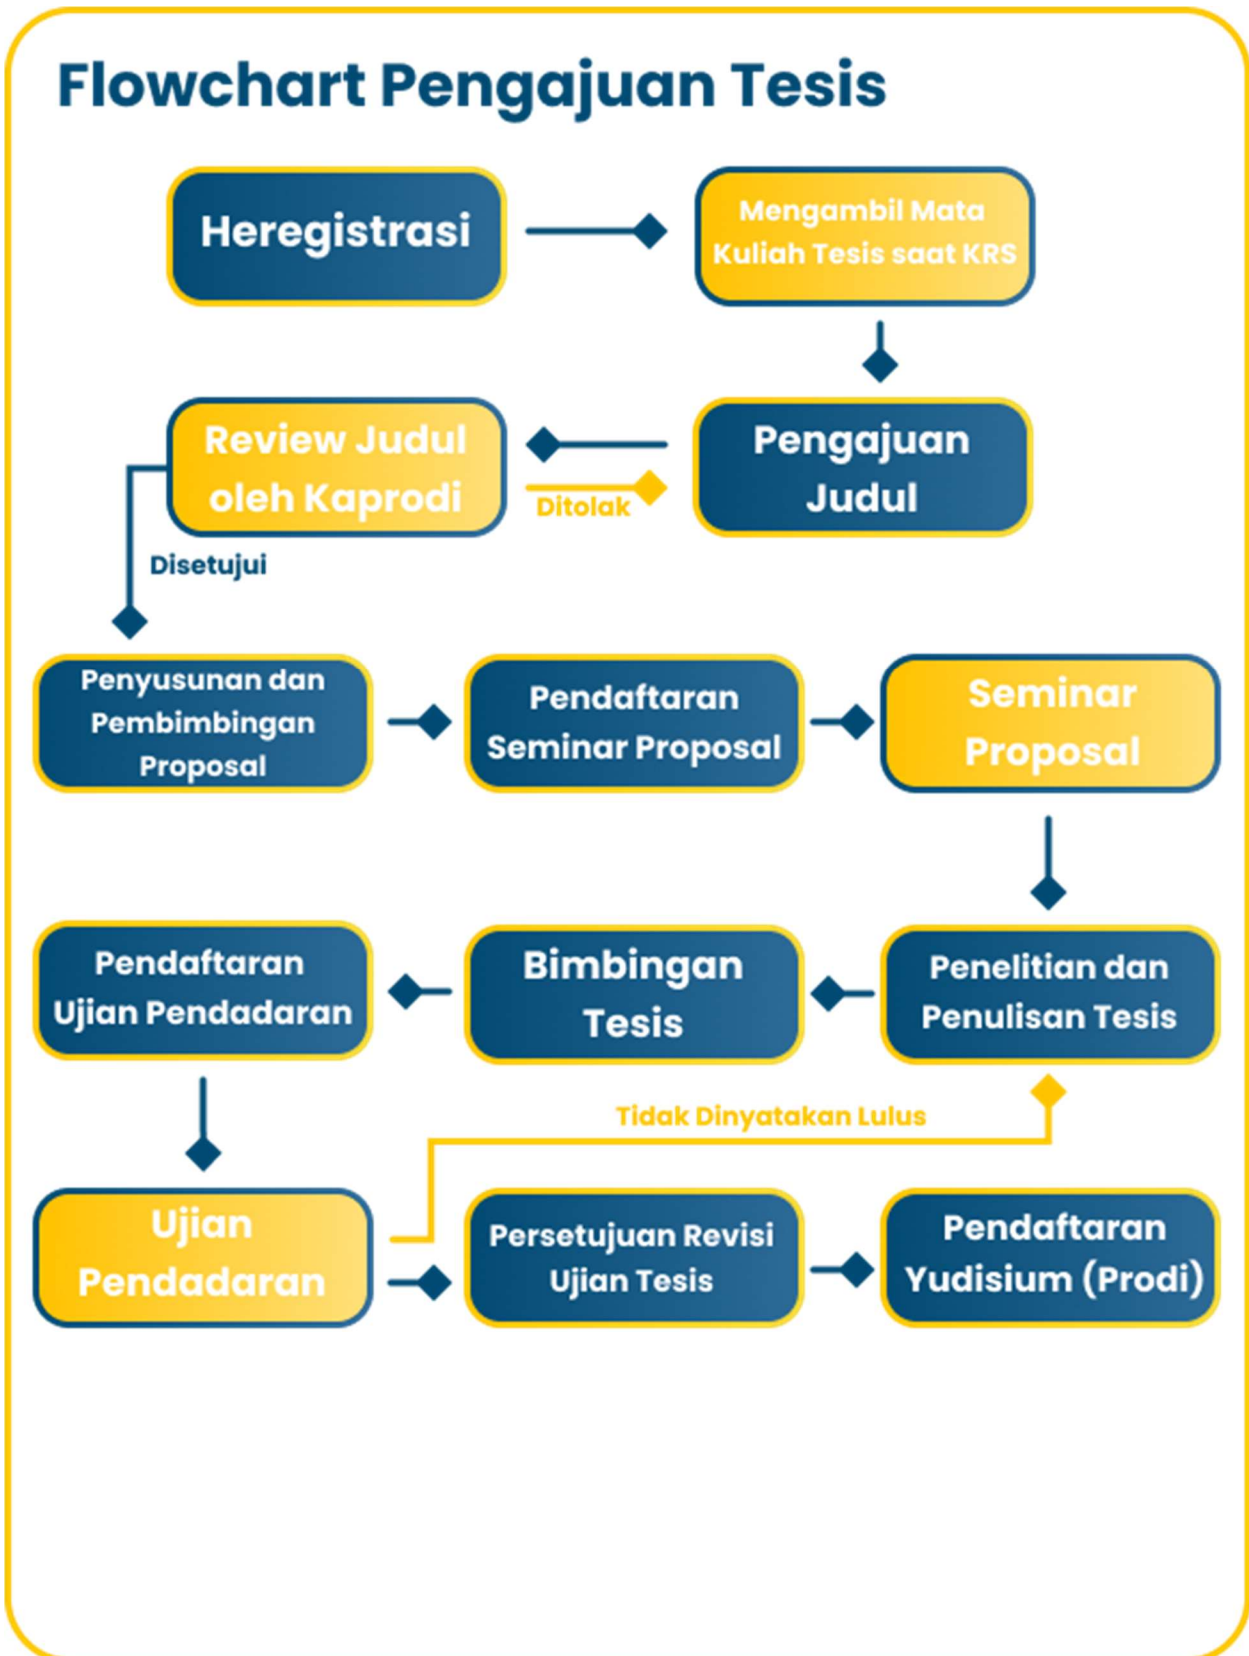 Flowchart Pengajuan Tesis
Heregistrasi
Mengambil Mata
Kuliah Tesis saat KRS
Pengajuan
Judul
Review Judul
oleh Kaprodi
Ditolak
Disetujui
Penyusunan dan
Pembimbingan
Proposal
Pendaftaran
Seminar Proposal
Seminar
Proposal
Penelitian dan
Penulisan Tesis
Bimbingan
Tesis
Pendaftaran
Ujian Pendadaran
Tidak Dinyatakan Lulus
Ujian
Pendadaran
Persetujuan Revisi
Ujian Tesis
Pendaftaran
Yudisium (Prodi)